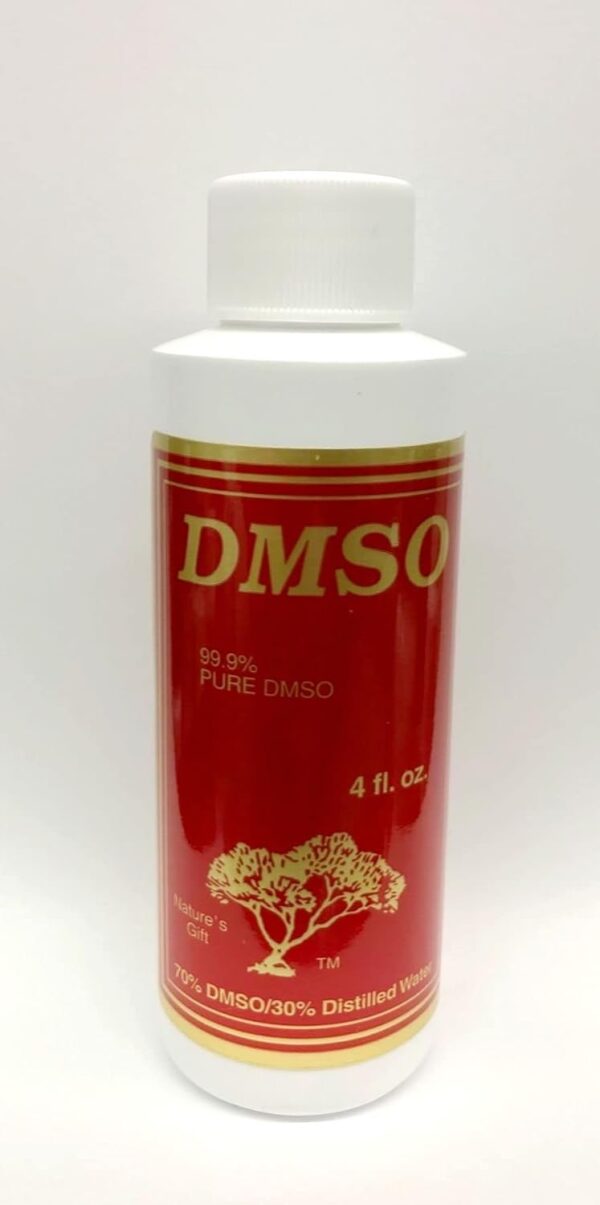 DMSO
99.9%
PURE DMSO
4 fl. oz.
Nature's
Gift
TM
70% DMSO/30% Distilled Water